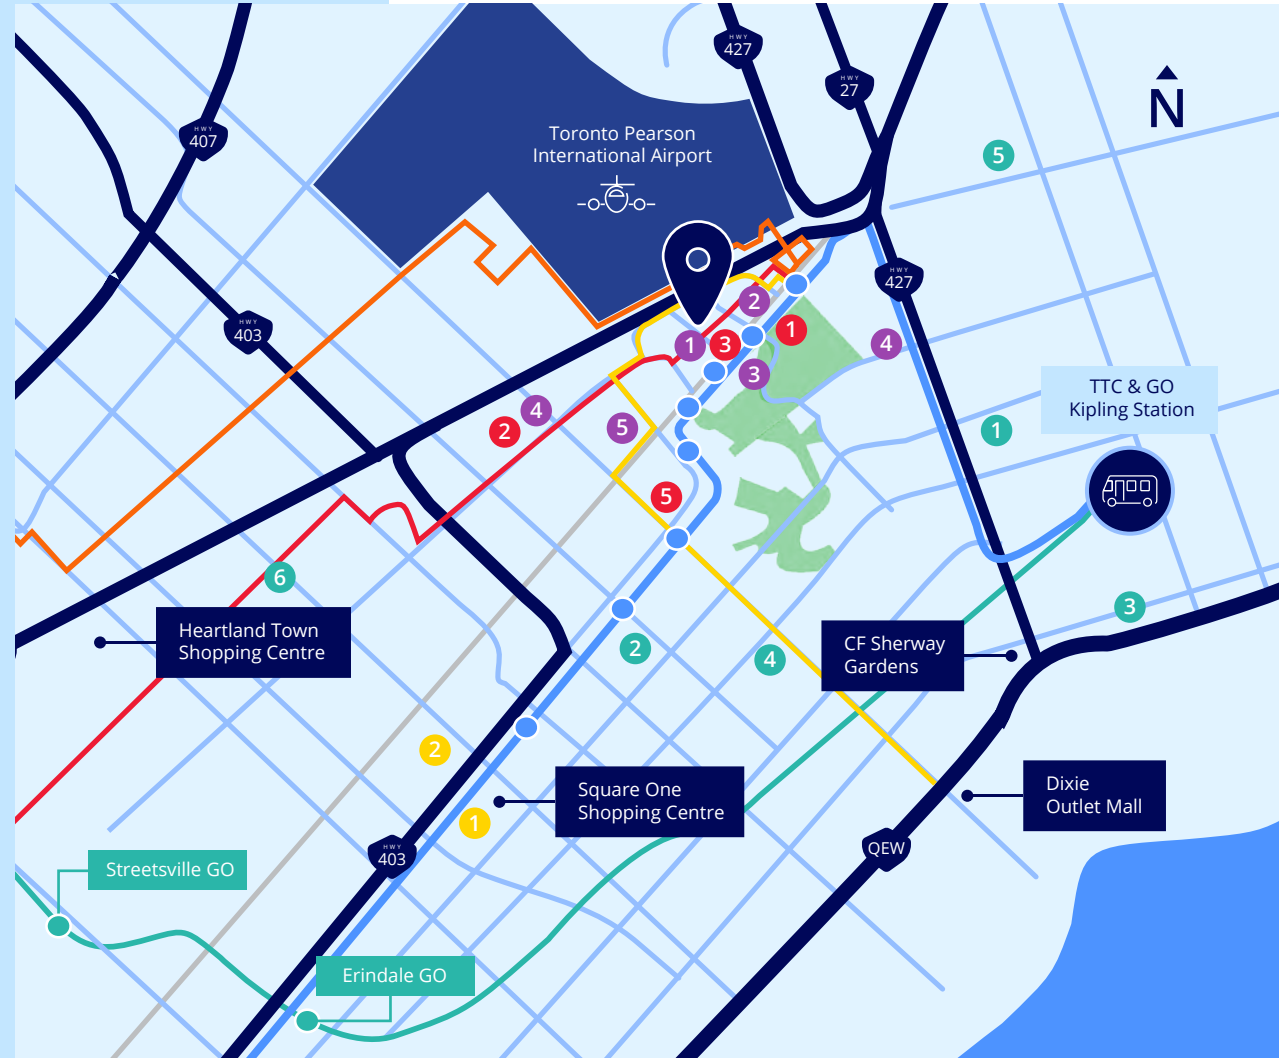 HWY
427
HWY
27
N
HWY
407
Toronto Pearson
International Airport
5
HWY
427
2
HWY
403
1
3
1
4
3
TTC & GO
Kipling Station
4
2
5
1
5
6
3
Heartland Town
Shopping Centre
2
4
CF Sherway
Gardens
2
Square One
Shopping Centre
Dixie
Outlet Mall
1
HWY
403
QEW
Streetsville GO
Erindale GO